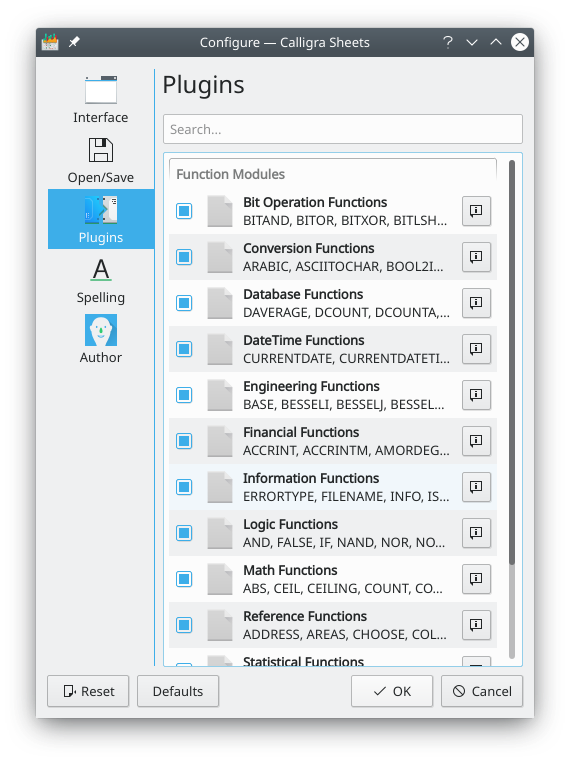 Configure — Calligra Sheets
Interface
Open/Save
Plugins
Spelling
Author
Plugins
Search...
Function Modules
Bit Operation Functions
BITAND, BITOR, BITXOR, BITLSH...
Conversion Functions
ARABIC, ASCIITOCHAR, BOOL2I...
Database Functions
DAVERAGE, DCOUNT, DCOUNTA,...
DateTime Functions
CURRENTDATE, CURRENTDATETI...
Engineering Functions
BASE, BESSELI, BESSELJ, BESSEL...
Financial Functions
ACCRINT, ACCRINTM, AMORDEG...
Information Functions
ERRORTYPE, FILENAME, INFO, IS...
Logic Functions
AND, FALSE, IF, NAND, NOR, NO...
Math Functions
ABS, CEIL, CEILING, COUNT, CO...
Reference Functions
ADDRESS, AREAS, CHOOSE, COL...
Statistical Functions
Reset
Defaults
OK
Cancel